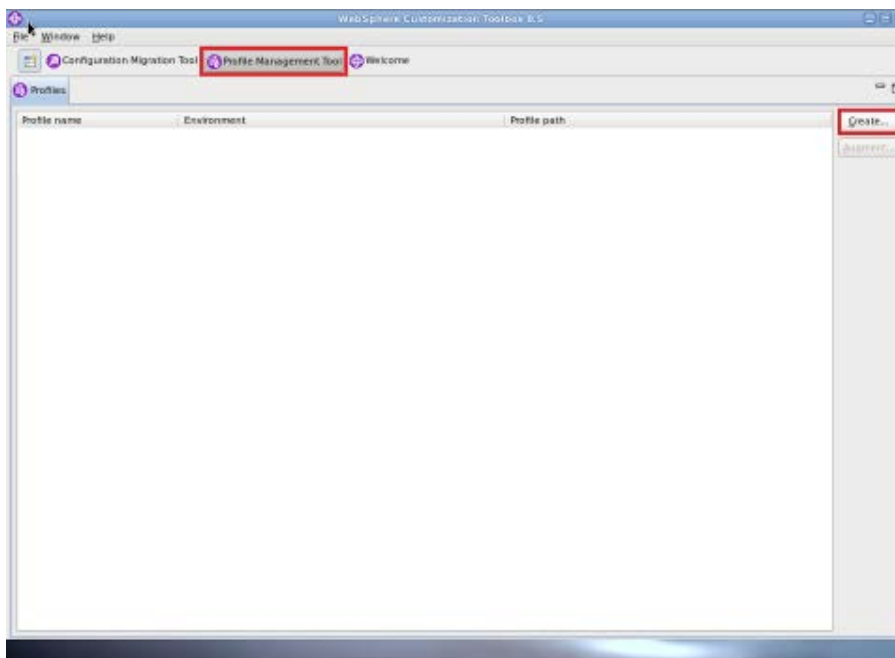 WebSphere Customization Toolbox 8.5
File Window Help
Configuration Migration Tool Profile Management Tool Welcome
Profiles
Profile name Environment Profile path
Create...
Augment...